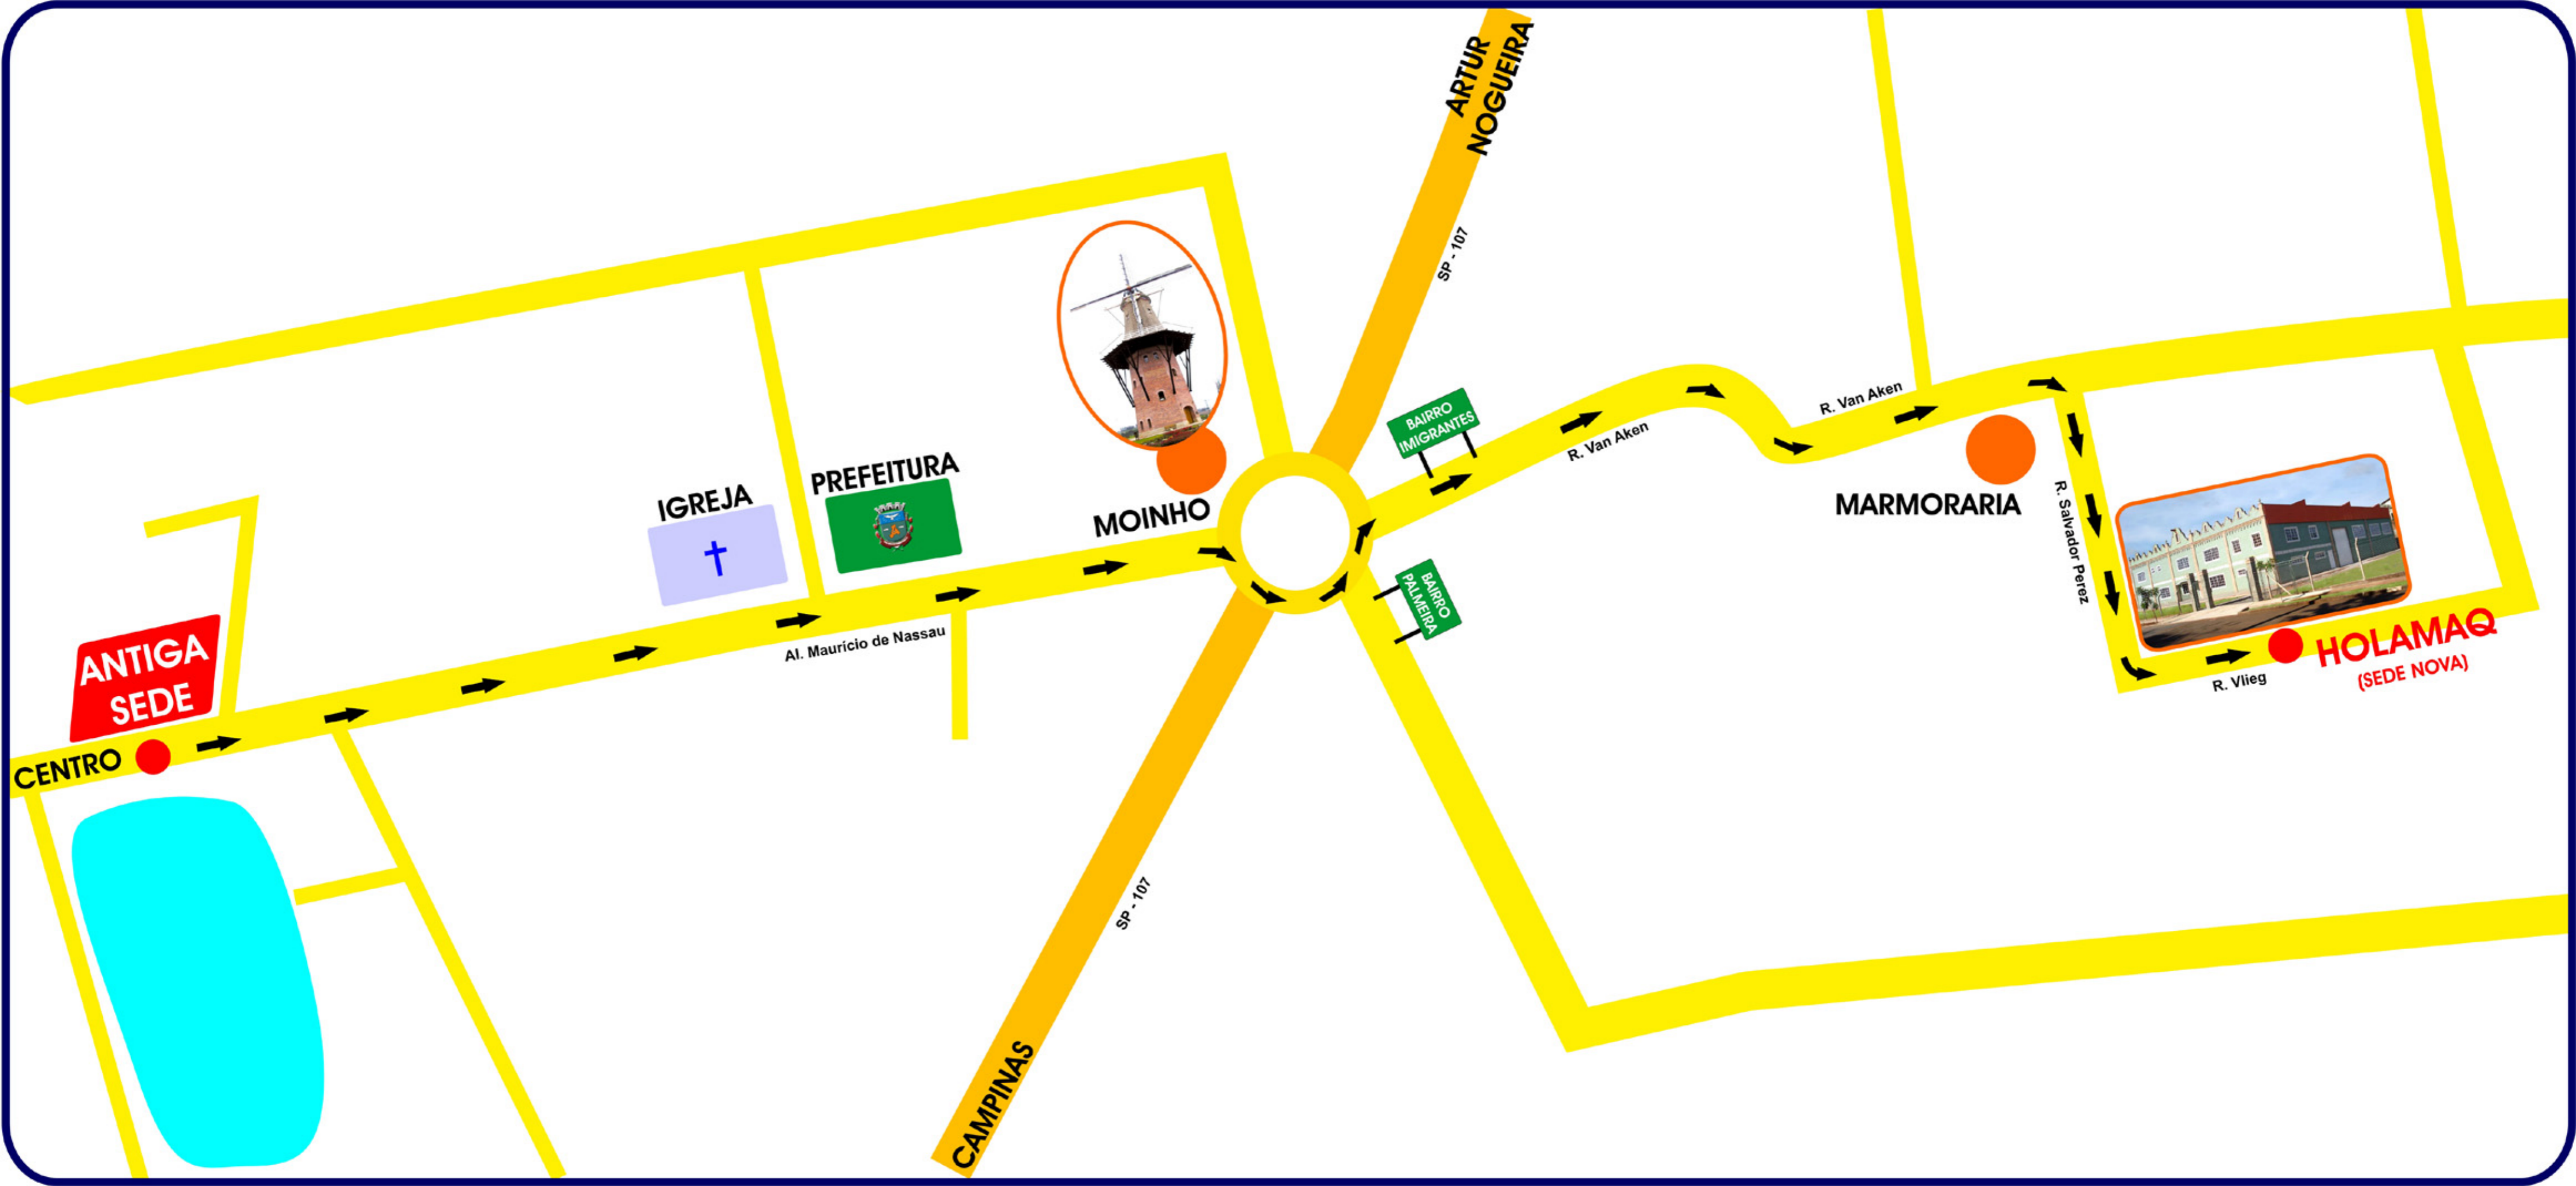 ARTUR
NOGUEIRA
SP - 107
BAIRRO
IMIGRANTES
R. Van Aken
R. Van Aken
MARMORARIA
R. Salvador Perez
IGREJA
PREFEITURA
MOINHO
BAIRRO
PALMEIRA
Al. Maurício de Nassau
ANTIGA
SEDE
CENTRO
HOLAMAQ
(SEDE NOVA)
R. Vlieg
SP - 107
CAMPINAS